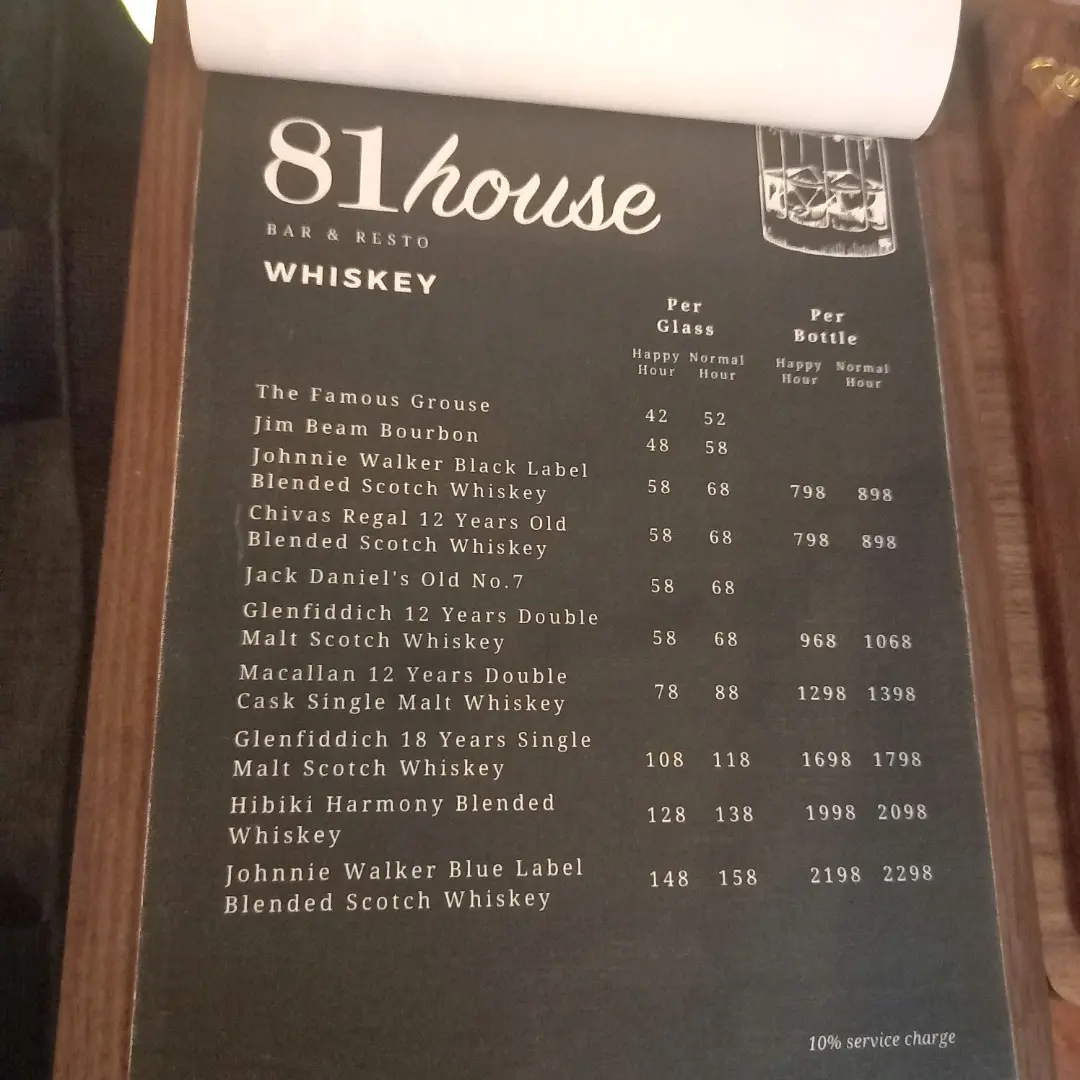 81house
BAR & RESTO
WHISKEY
Per Glass Per Bottle
Happy Hour Normal Hour Happy Hour Normal Hour
The Famous Grouse 42 52
Jim Beam Bourbon 48 58
Johnnie Walker Black Label
Blended Scotch Whiskey 58 68 798 898
Chivas Regal 12 Years Old
Blended Scotch Whiskey 58 68 798 898
Jack Daniel's Old No.7 58 68
Glenfiddich 12 Years Double
Malt Scotch Whiskey 58 68 968 1068
Macallan 12 Years Double
Cask Single Malt Whiskey 78 88 1298 1398
Glenfiddich 18 Years Single
Malt Scotch Whiskey 108 118 1698 1798
Hibiki Harmony Blended
Whiskey 128 138 1998 2098
Johnnie Walker Blue Label
Blended Scotch Whiskey 148 158 2198 2298
10% service charge